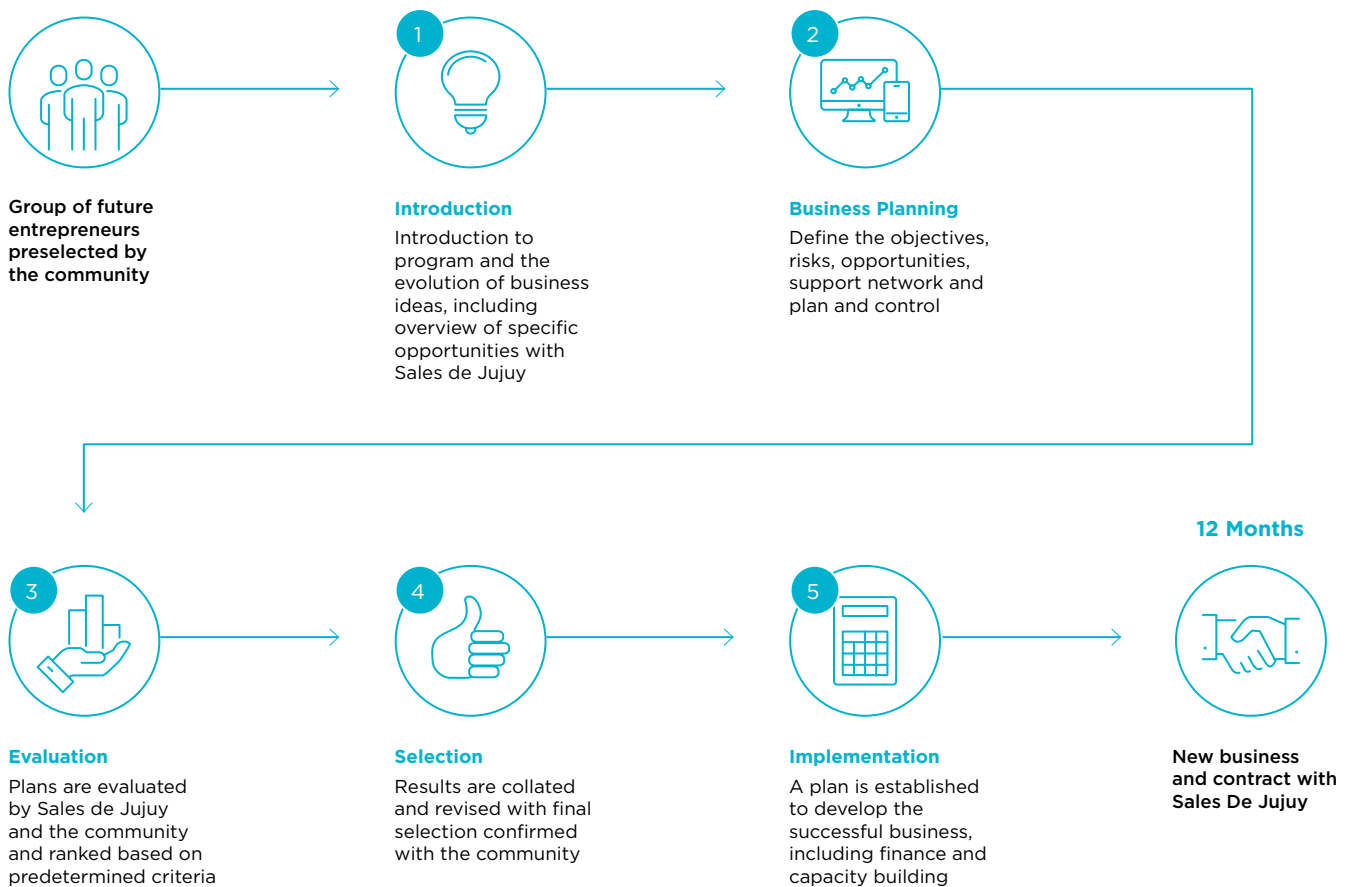 Group of future
entrepreneurs
preselected by
the community
1
Introduction
Introduction to
program and the
evolution of business
ideas, including
overview of specific
opportunities with
Sales de Jujuy
2
Business Planning
Define the objectives,
risks, opportunities,
support network and
plan and control
3
Evaluation
Plans are evaluated
by Sales de Jujuy
and the community
and ranked based on
predetermined criteria
4
Selection
Results are collated
and revised with final
selection confirmed
with the community
5
Implementation
A plan is established
to develop the
successful business,
including finance and
capacity building
12 Months
New business
and contract with
Sales De Jujuy